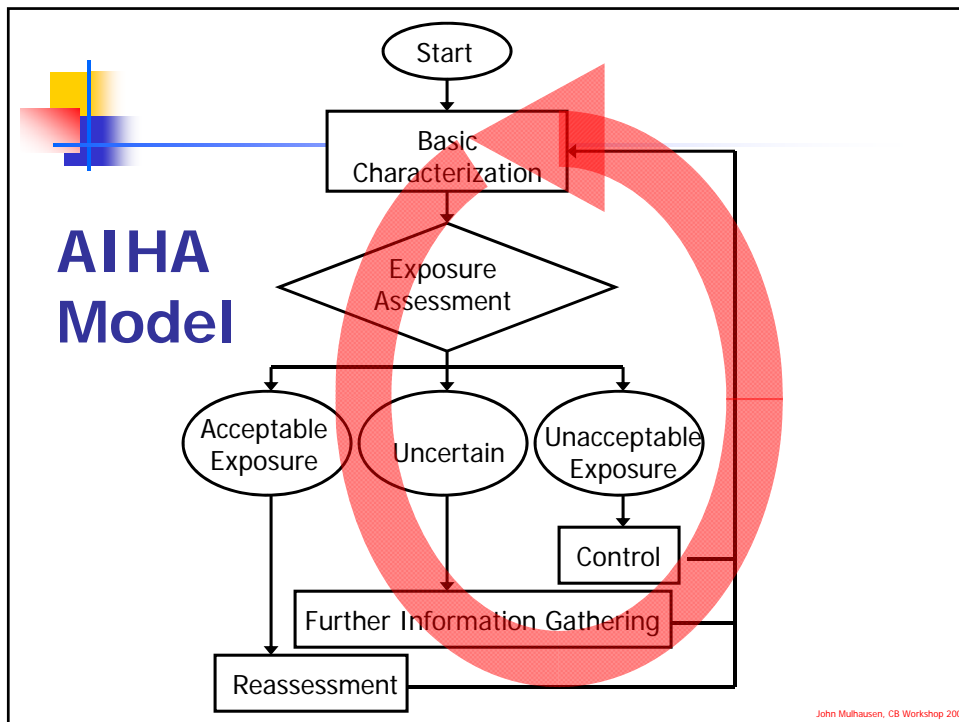 Start
Basic
Characterization
AIHA
Model
Exposure
Assessment
Acceptable
Exposure
Uncertain
Unacceptable
Exposure
Control
Further Information Gathering
Reassessment
John Mulhausen, CB Workshop 200